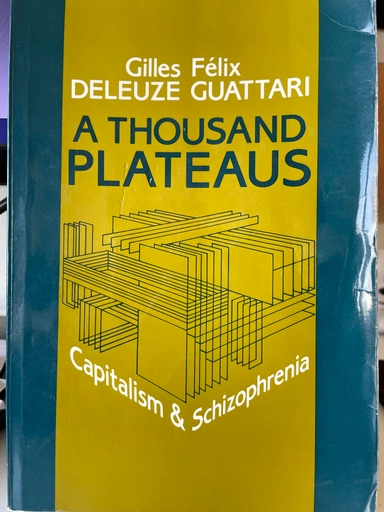 Gilles Félix
DELEUZE GUATTARI
A THOUSAND
PLATEAUS
Capitalism & Schizophrenia